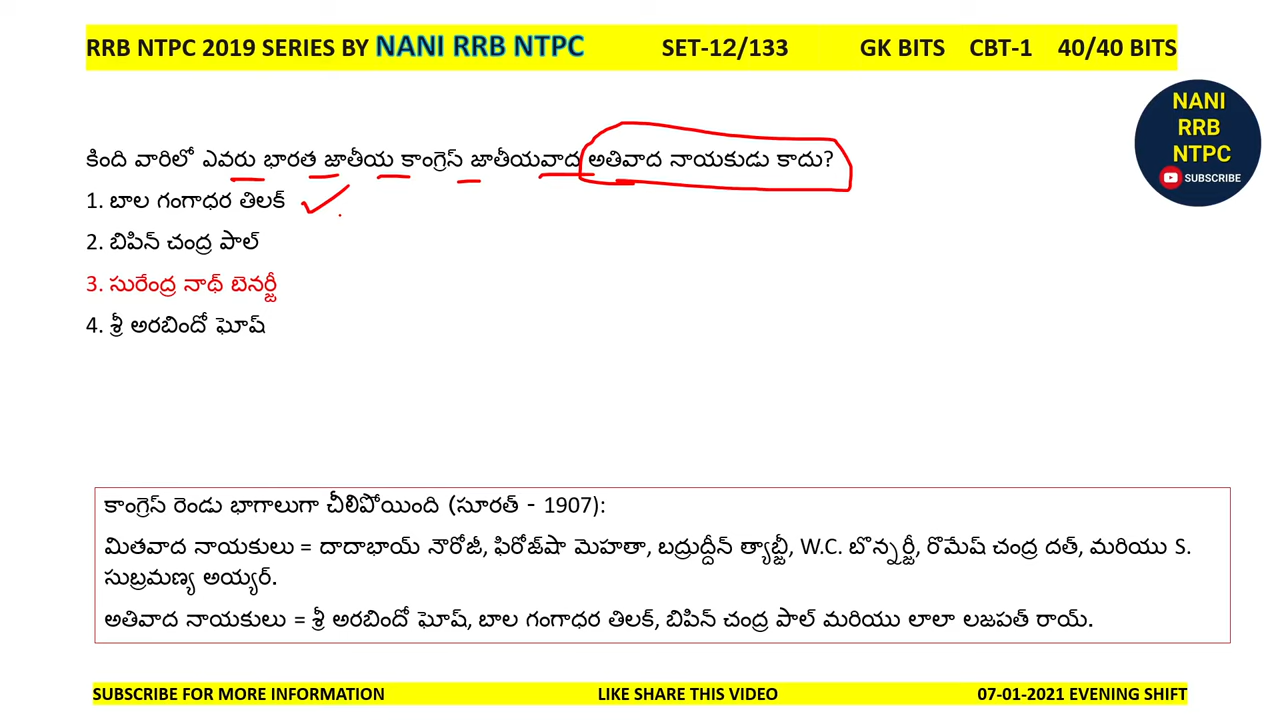 RRB NTPC 2019 SERIES BY NANI RRB NTPC SET-12/133 GK BITS CBT-1 40/40 BITS
NANI
RRB
NTPC
SUBSCRIBE
కింది వారిలో ఎవరు భారత జాతీయ కాంగ్రెస్ జాతీయవాద అతివాద నాయకుడు కాదు?
1. బాల గంగాధర తిలక్
2. బిపిన్ చంద్ర పాల్
3. సురేంద్ర నాథ్ బెనర్జీ
4. శ్రీ అరబిందో ఘోష్
కాంగ్రెస్ రెండు భాగాలుగా చీలిపోయింది (సూరత్ - 1907):
మితవాద నాయకులు = దాదాభాయ్ నౌరోజీ, ఫిరోజ్‌షా మెహతా, బద్రుద్దీన్ త్యాబ్జీ, W.C. బొన్నర్జీ, రొమేష్ చంద్ర దత్, మరియు S.
సుబ్రమణ్య అయ్యర్.
అతివాద నాయకులు = శ్రీ అరబిందో ఘోష్, బాల గంగాధర తిలక్, బిపిన్ చంద్ర పాల్ మరియు లాలా లజపత్ రాయ్.
SUBSCRIBE FOR MORE INFORMATION LIKE SHARE THIS VIDEO 07-01-2021 EVENING SHIFT